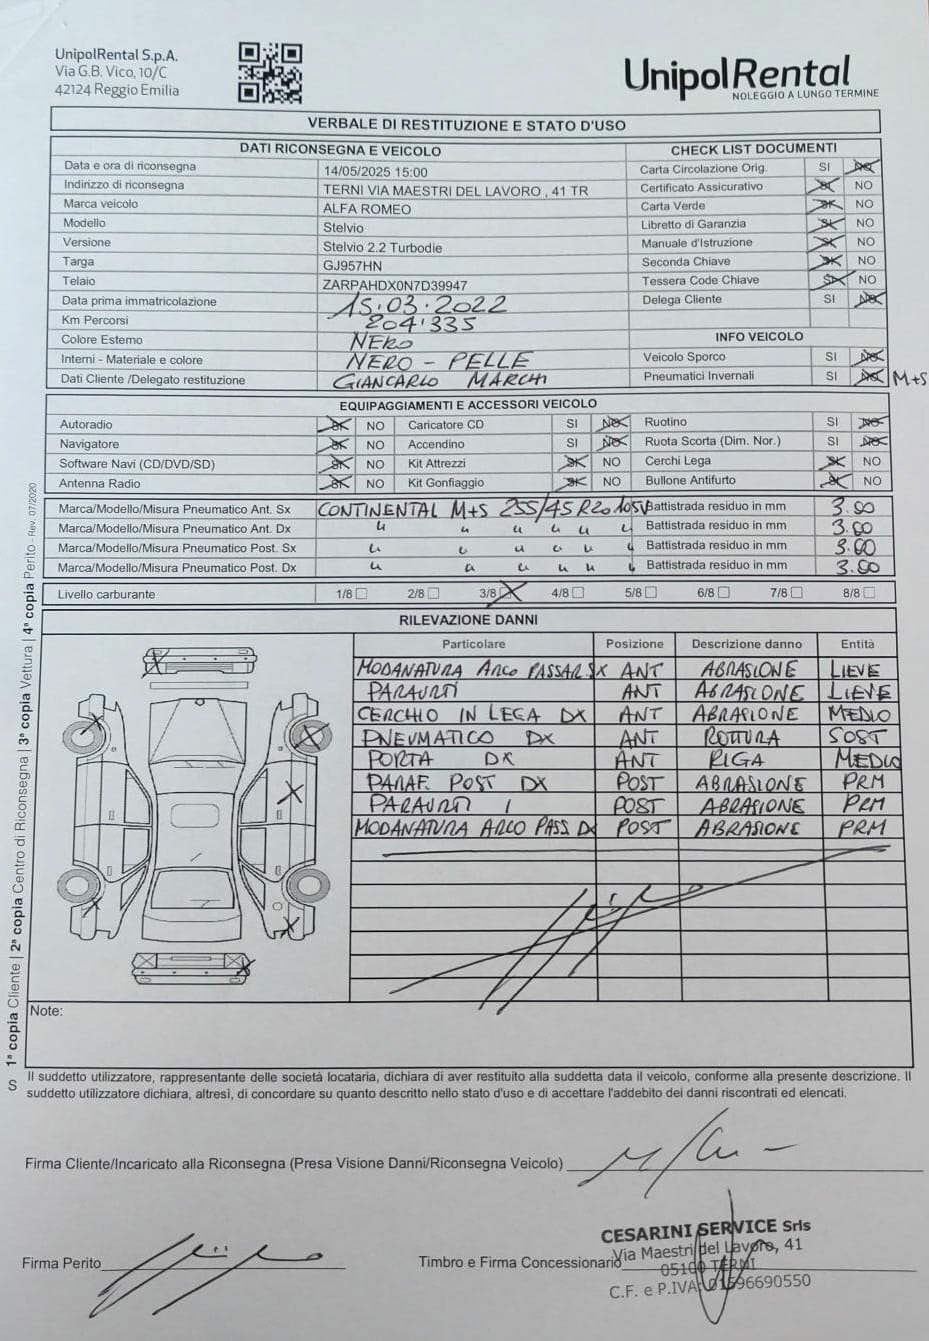 UnipolRental S.p.A.
Via G.B. Vico, 10/C
42124 Reggio Emilia
UnipolRental
NOLEGGIO A LUNGO TERMINE
VERBALE DI RESTITUZIONE E STATO D'USO
DATI RICONSEGNA E VEICOLO
Data e ora di riconsegna 14/05/2025 15:00
Indirizzo di riconsegna TERNI VIA MAESTRI DEL LAVORO , 41 TR
Marca veicolo ALFA ROMEO
Modello Stelvio
Versione Stelvio 2.2 Turbodie
Targa GJ957HN
Telaio ZARPAHDX0N7D39947
Data prima immatricolazione 15.03.2022
Km Percorsi 204'335
Colore Esterno NERO
Interni - Materiale e colore NERO - PELLE
Dati Cliente /Delegato restituzione GIANCARLO MARCHI
CHECK LIST DOCUMENTI
Carta Circolazione Orig. SI NO
Certificato Assicurativo SI NO
Carta Verde SI NO
Libretto di Garanzia SI NO
Manuale d'Istruzione SI NO
Seconda Chiave SI NO
Tessera Code Chiave SI NO
Delega Cliente SI NO
INFO VEICOLO
Veicolo Sporco SI NO
Pneumatici Invernali SI NO M+S
EQUIPAGGIAMENTI E ACCESSORI VEICOLO
Autoradio SI NO Caricatore CD SI NO Ruotino SI NO
Navigatore SI NO Accendino SI NO Ruota Scorta (Dim. Nor.) SI NO
Software Navi (CD/DVD/SD) SI NO Kit Attrezzi SI NO Cerchi Lega SI NO
Antenna Radio SI NO Kit Gonfiaggio SI NO Bullone Antifurto SI NO
Marca/Modello/Misura Pneumatico Ant. Sx CONTINENTAL M+S 255/45 R20 105V Battistrada residuo in mm 3.00
Marca/Modello/Misura Pneumatico Ant. Dx " " " " " Battistrada residuo in mm 3.00
Marca/Modello/Misura Pneumatico Post. Sx " " " " " " Battistrada residuo in mm 3.00
Marca/Modello/Misura Pneumatico Post. Dx " " " " " " Battistrada residuo in mm 3.00
Livello carburante 1/8 2/8 3/8 4/8 5/8 6/8 7/8 8/8
RILEVAZIONE DANNI
Particolare Posizione Descrizione danno Entità
MODANATURA ARCO PASSAR SX ANT ABRASIONE LIEVE
PARAURTI ANT ABRASIONE LIEVE
CERCHIO IN LEGA DX ANT ABRASIONE MEDIO
PNEUMATICO DX ANT ROTTURA SOST
PORTA DX ANT RIGA MEDIO
PARAF. POST DX POST ABRASIONE PRM
PARAURTI POST ABRASIONE PRM
MODANATURA ARCO PASS DX POST ABRASIONE PRM
Note:
1ª copia Cliente | 2ª copia Centro di Riconsegna | 3ª copia Vettura | 4ª copia Perito - Rev. 07/2020
S
Il suddetto utilizzatore, rappresentante delle società locataria, dichiara di aver restituito alla suddetta data il veicolo, conforme alla presente descrizione. Il
suddetto utilizzatore dichiara, altresì, di concordare su quanto descritto nello stato d'uso e di accettare l'addebito dei danni riscontrati ed elencati.
Firma Cliente/Incaricato alla Riconsegna (Presa Visione Danni/Riconsegna Veicolo)
Firma Perito
Timbro e Firma Concessionario
CESARINI SERVICE Srls
Via Maestri del Lavoro, 41
05100 TERNI
C.F. e P.IVA: 01596690550